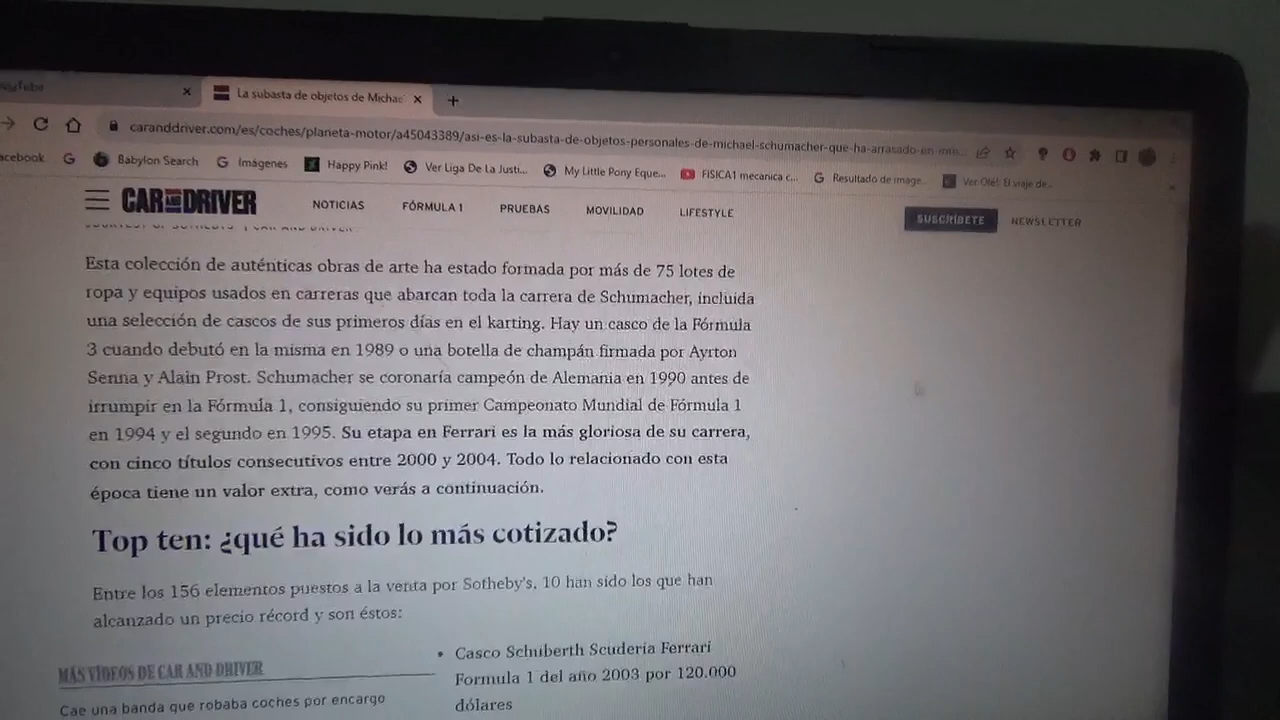 La subasta de objetos de Michae
caranddriver.com/es/coches/planeta-motor/a45043389/asi-es-la-subasta-de-objetos-personales-de-michael-schumacher-que-ha-arrasado-en-
acebook
Babylon Search
Imágenes
Happy Pink!
Ver Liga De La Justi...
My Little Pony Eque...
FISICA1 mecanica c...
Resultado de image...
Ver Olé! El viaje de...
CAR AND DRIVER
NOTICIAS
FÓRMULA 1
PRUEBAS
MOVILIDAD
LIFESTYLE
SUSCRÍBETE
NEWSLETTER
Esta colección de auténticas obras de arte ha estado formada por más de 75 lotes de
ropa y equipos usados en carreras que abarcan toda la carrera de Schumacher, incluida
una selección de cascos de sus primeros días en el karting. Hay un casco de la Fórmula
3 cuando debutó en la misma en 1989 o una botella de champán firmada por Ayrton
Senna y Alain Prost. Schumacher se coronaría campeón de Alemania en 1990 antes de
irrumpir en la Fórmula 1, consiguiendo su primer Campeonato Mundial de Fórmula 1
en 1994 y el segundo en 1995. Su etapa en Ferrari es la más gloriosa de su carrera,
con cinco títulos consecutivos entre 2000 y 2004. Todo lo relacionado con esta
época tiene un valor extra, como verás a continuación.
Top ten: ¿qué ha sido lo más cotizado?
Entre los 156 elementos puestos a la venta por Sotheby's, 10 han sido los que han
alcanzado un precio récord y son éstos:
• Casco Schuberth Scuderia Ferrari
Formula 1 del año 2003 por 120.000
dólares
MÁS VÍDEOS DE CAR AND DRIVER
Cae una banda que robaba coches por encargo